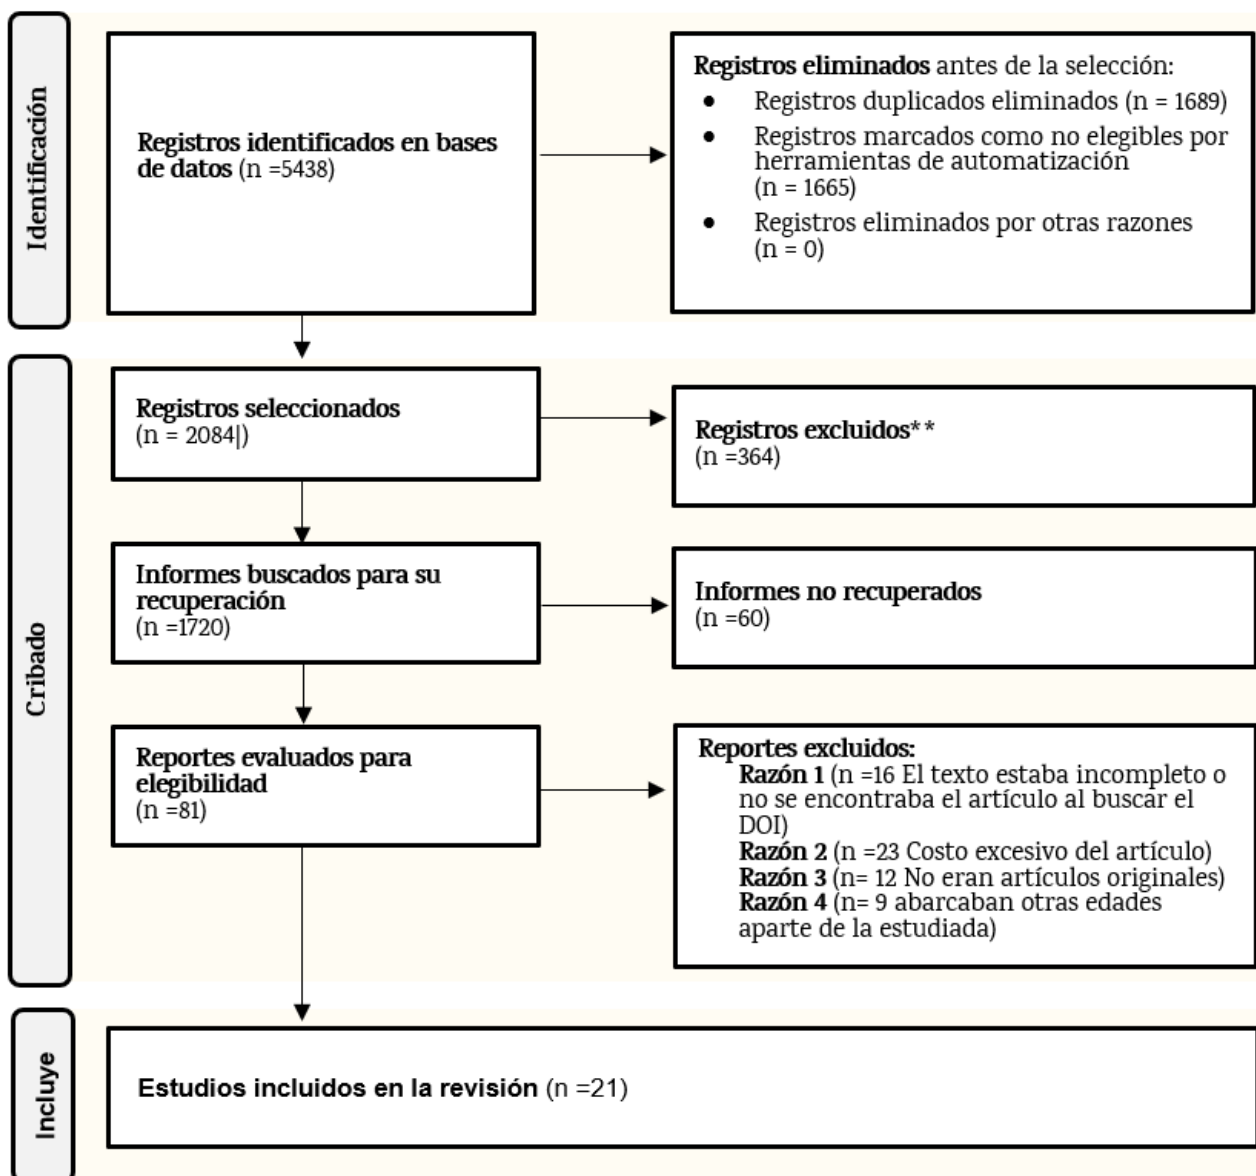 Identificación
Registros identificados en bases
de datos (n =5438)
Registros eliminados antes de la selección:
• Registros duplicados eliminados (n = 1689)
• Registros marcados como no elegibles por
herramientas de automatización
(n = 1665)
• Registros eliminados por otras razones
(n = 0)
Cribado
Registros seleccionados
(n = 2084|)
Registros excluidos**
(n =364)
Informes buscados para su
recuperación
(n =1720)
Informes no recuperados
(n =60)
Reportes evaluados para
elegibilidad
(n =81)
Reportes excluidos:
Razón 1 (n =16 El texto estaba incompleto o
no se encontraba el artículo al buscar el
DOI)
Razón 2 (n =23 Costo excesivo del artículo)
Razón 3 (n= 12 No eran artículos originales)
Razón 4 (n= 9 abarcaban otras edades
aparte de la estudiada)
Incluye
Estudios incluidos en la revisión (n =21)